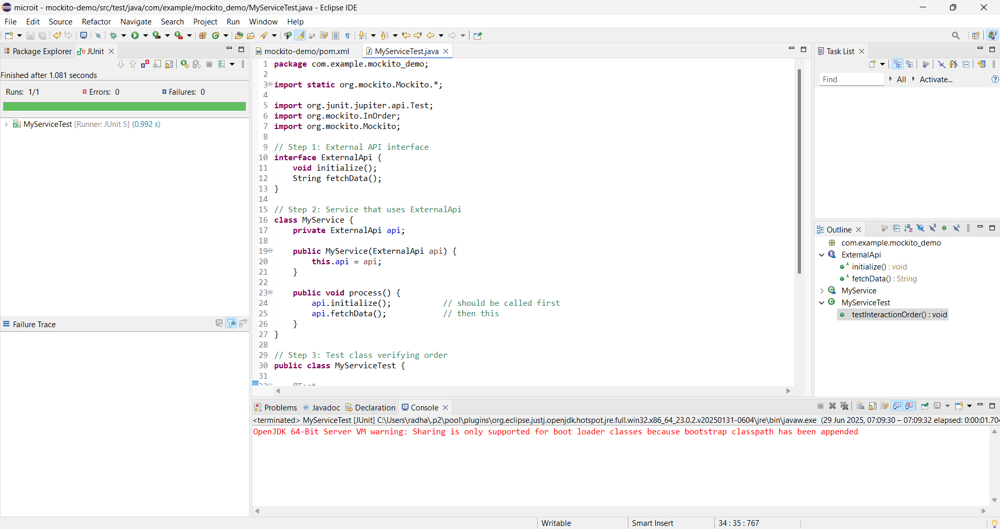 microit - mockito-demo/src/test/java/com/example/mockito_demo/MyServiceTest.java - Eclipse IDE
File Edit Source Refactor Navigate Search Project Run Window Help
Package Explorer
JUnit
Finished after 1.081 seconds
Runs: 1/1
Errors: 0
Failures: 0
MyServiceTest [Runner: JUnit 5] (0.992 s)
Failure Trace
mockito-demo/pom.xml
MyServiceTest.java
1 package com.example.mockito_demo;
2
3 import static org.mockito.Mockito.*;
4
5 import org.junit.jupiter.api.Test;
6 import org.mockito.InOrder;
7 import org.mockito.Mockito;
8
9 // Step 1: External API interface
10 interface ExternalApi {
11     void initialize();
12     String fetchData();
13 }
14
15 // Step 2: Service that uses ExternalApi
16 class MyService {
17     private ExternalApi api;
18
19     public MyService(ExternalApi api) {
20         this.api = api;
21     }
22
23     public void process() {
24         api.initialize();           // should be called first
25         api.fetchData();            // then this
26     }
27 }
28
29 // Step 3: Test class verifying order
30 public class MyServiceTest {
31
32     @Test
Task List
Find
All
Activate...
Outline
com.example.mockito_demo
ExternalApi
initialize() : void
fetchData() : String
MyService
MyServiceTest
testInteractionOrder() : void
Problems
Javadoc
Declaration
Console
<terminated> MyServiceTest [JUnit] C:\Users\radha\.p2\pool\plugins\org.eclipse.justj.openjdk.hotspot.jre.full.win32.x86_64_23.0.2.v20250131-0604\jre\bin\javaw.exe (29 Jun 2025, 07:09:30 – 07:09:32 elapsed: 0:00:01.704
OpenJDK 64-Bit Server VM warning: Sharing is only supported for boot loader classes because bootstrap classpath has been appended
Writable
Smart Insert
34 : 35 : 767